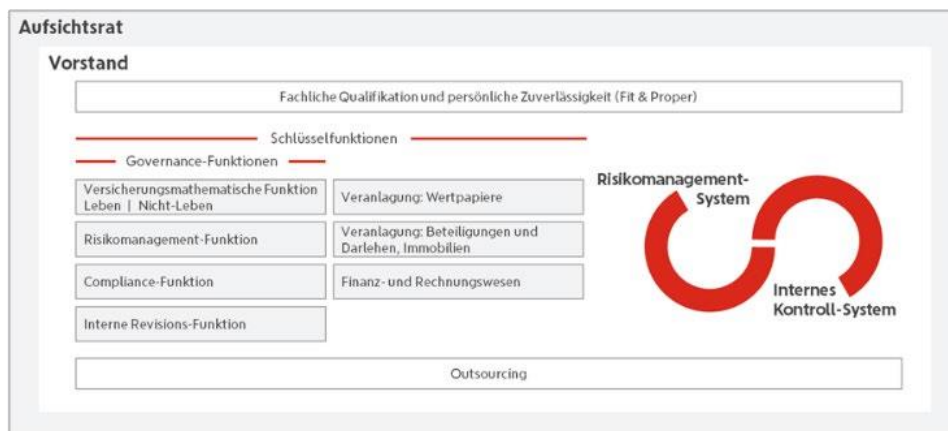 Aufsichtsrat
Vorstand
Fachliche Qualifikation und persönliche Zuverlässigkeit (Fit & Proper)
Schlüsselfunktionen
Governance-Funktionen
Versicherungsmathematische Funktion
Leben | Nicht-Leben
Risikomanagement-Funktion
Compliance-Funktion
Interne Revisions-Funktion
Veranlagung: Wertpapiere
Veranlagung: Beteiligungen und
Darlehen, Immobilien
Finanz- und Rechnungswesen
Risikomanagement-
System
Internes
Kontroll-System
Outsourcing